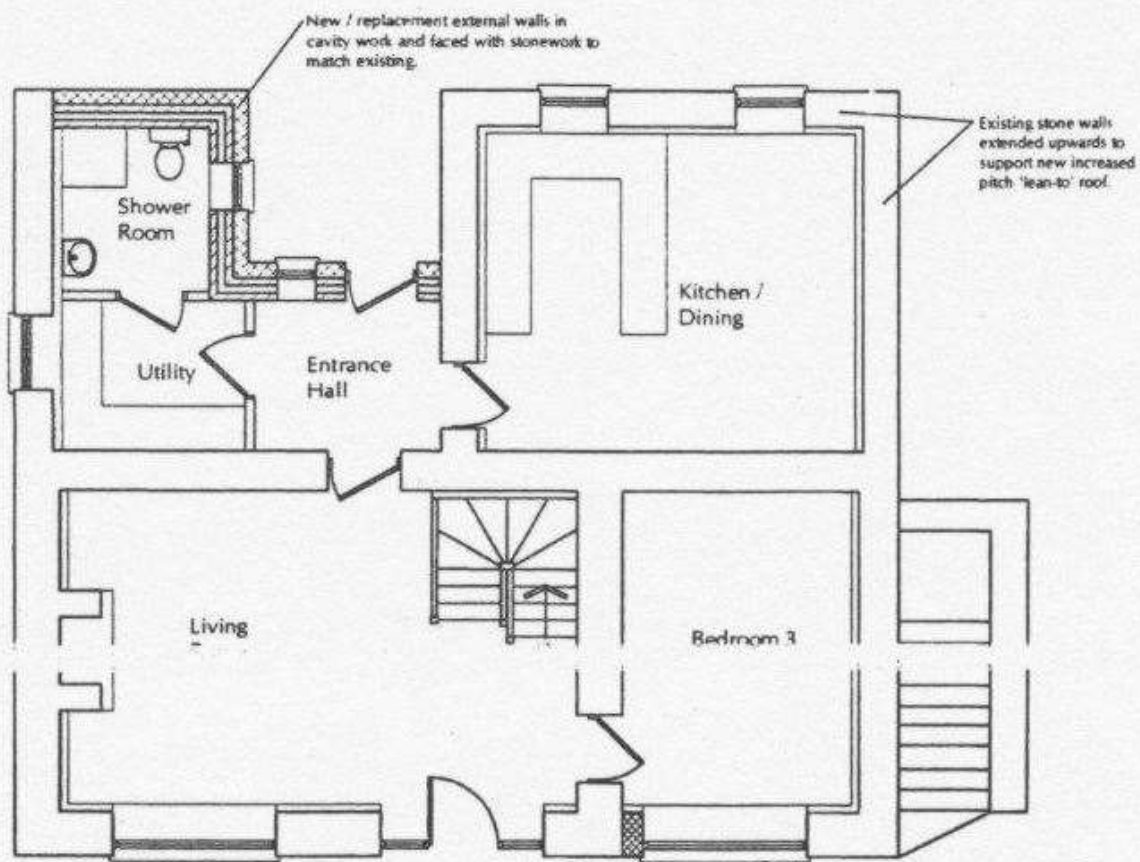 New / replacement external walls in
cavity work and faced with stonework to
match existing.
Existing stone walls
extended upwards to
support new increased
pitch 'lean-to' roof.
Shower
Room
Kitchen /
Dining
Utility
Entrance
Hall
Living
Bedroom 3